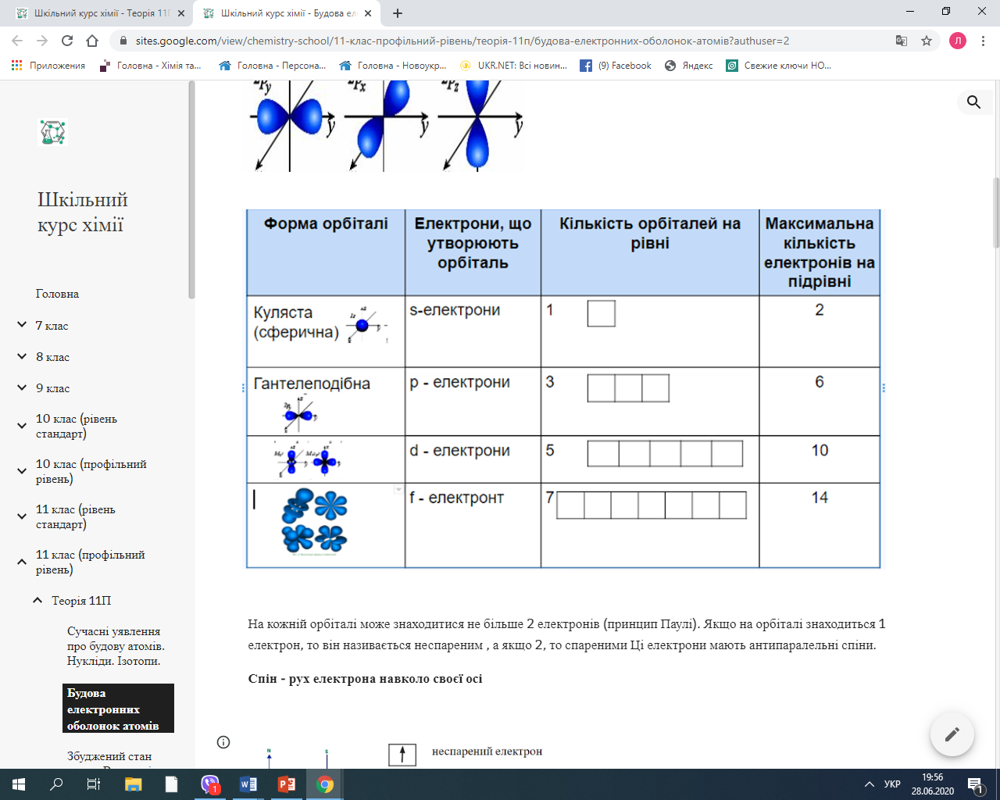 Шкільний курс хімії - Теорія 11П
Шкільний курс хімії - Будова ел
sites.google.com/view/chemistry-school/11-клас-профільний-рівень/теорія-11п/будова-електронних-оболонок-атомів?authuser=2
Л
Приложения
Головна - Хімія та...
Головна - Персона...
Головна - Новоукр...
UKR.NET: Всі новин...
(9) Facebook
Яндекс
Свежие ключи НО...
Шкільний
курс хімії
Головна
7 клас
8 клас
9 клас
10 клас (рівень
стандарт)
10 клас (профільний
рівень)
11 клас (рівень
стандарт)
11 клас (профільний
рівень)
Теорія 11П
Сучасні уявлення
про будову атомів.
Нукліди. Ізотопи.
Будова
електронних
оболонок атомів
Збуджений стан
2Py 2Px 2Pz
y y
Форма орбіталі
Електрони, що
утворюють
орбіталь
Кількість орбіталей на
рівні
Максимальна
кількість
електронів на
підрівні
Куляста
(сферична)
s-електрони
1
2
Гантелеподібна
р - електрони
3
6
d - електрони
5
10
f - електронт
7
14
На кожній орбіталі може знаходитися не більше 2 електронів (принцип Паулі). Якщо на орбіталі знаходиться 1
електрон, то він називається неспареним , а якщо 2, то спареними Ці електрони мають антипаралельні спіни.
Спін - рух електрона навколо своєї осі
N
S
неспарений електрон
1
УКР
19:56
28.06.2020
1